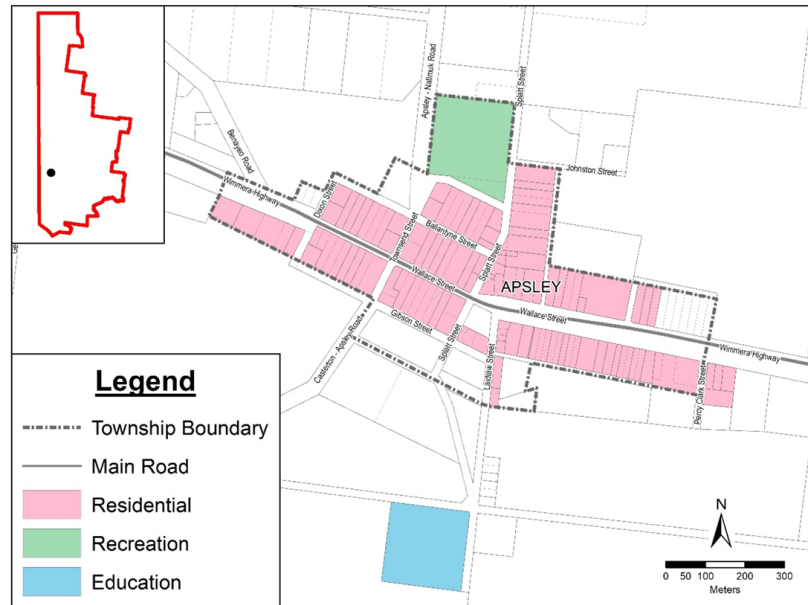 Apsley - Natimuk Road
Splatt Street
Benayeo Road
Johnston Street
Wimmera Highway
Dixon Street
Ballantyne Street
Townsend Street
Splatt Street
Wallace Street
APSLEY
Wallace Street
Gibson Street
Splatt Street
Casterton - Apsley Road
Laidlaw Street
Wimmera Highway
Percy Clark Street
Legend
Township Boundary
Main Road
Residential
Recreation
Education
N
0 50 100 200 300
Meters